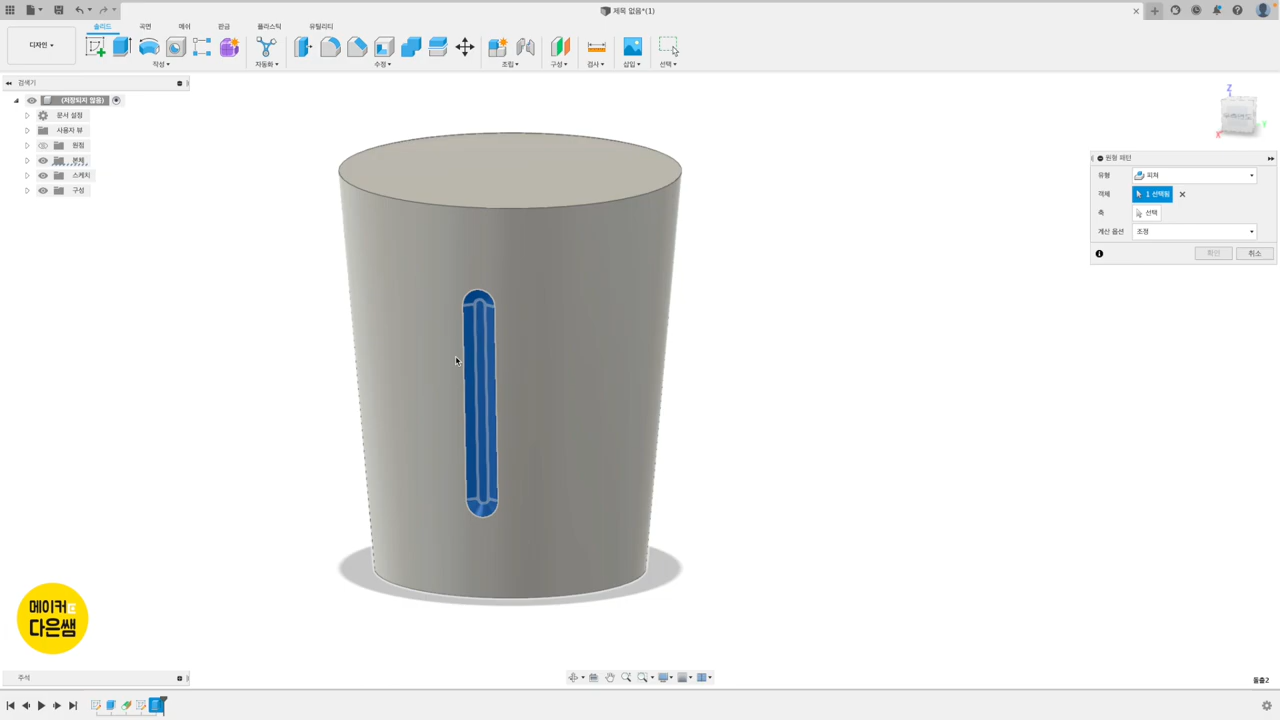 제목 없음*(1)
솔리드 곡면 메쉬 판금 플라스틱 유틸리티
디자인
작성 자동화 수정 조립 구성 검사 삽입 선택
검색기
(저장되지 않음)
문서 설정
사용자 뷰
원점
본체
스케치
구성
Z
Y
X
원형 패턴
유형 피쳐
객체 1 선택됨
축 선택
계산 옵션 조정
확인 취소
메이커
다은쌤
주석
돌출2